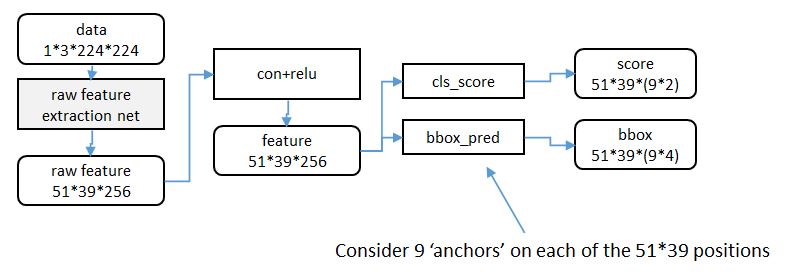 data
1*3*224*224
raw feature
extraction net
raw feature
51*39*256
con+relu
feature
51*39*256
cls_score
bbox_pred
score
51*39*(9*2)
bbox
51*39*(9*4)
Consider 9 ‘anchors’ on each of the 51*39 positions